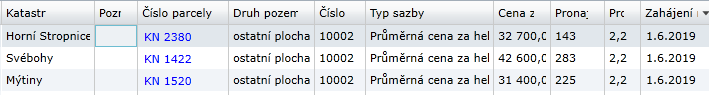 Katastr Pozr Číslo parcely Druh pozem Číslo Typ sazby Cena z Pronaj Prc Zahájení r
Horní Stropnice KN 2380 ostatní plocha 10002 Průměrná cena za hel 32 700,0 143 2,2 1.6.2019
Svébohy KN 1422 ostatní plocha 10002 Průměrná cena za hel 42 600,0 283 2,2 1.6.2019
Mýtiny KN 1520 ostatní plocha 10002 Průměrná cena za hel 31 400,0 225 2,2 1.6.2019